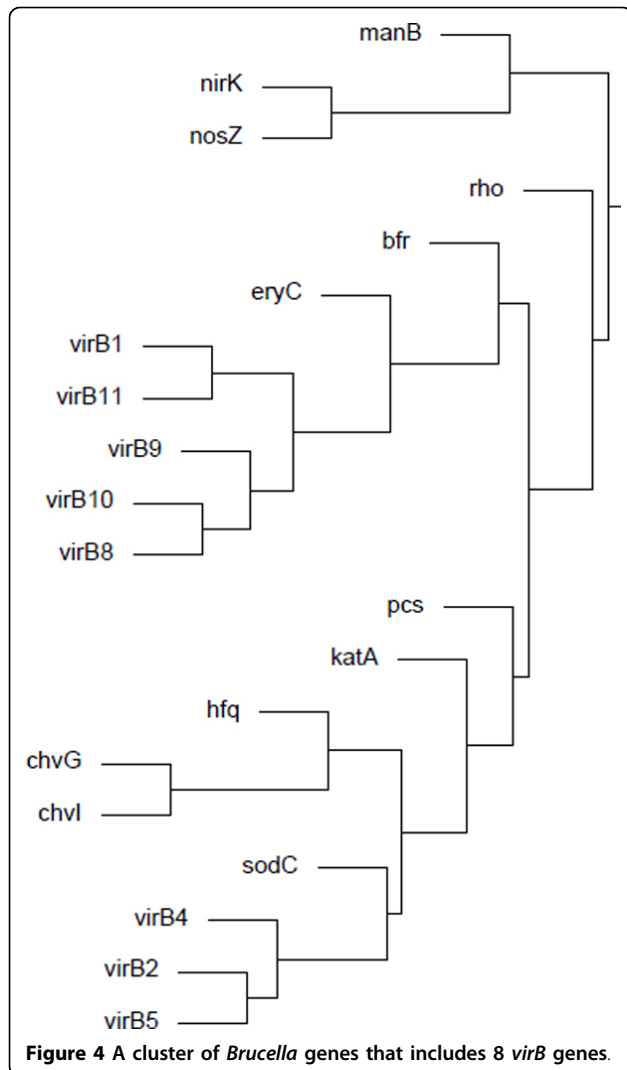 manB
nirK
nosZ
rho
bfr
eryC
virB1
virB11
virB9
virB10
virB8
pcs
katA
hfq
chvG
chvI
sodC
virB4
virB2
virB5
Figure 4 A cluster of Brucella genes that includes 8 virB genes.